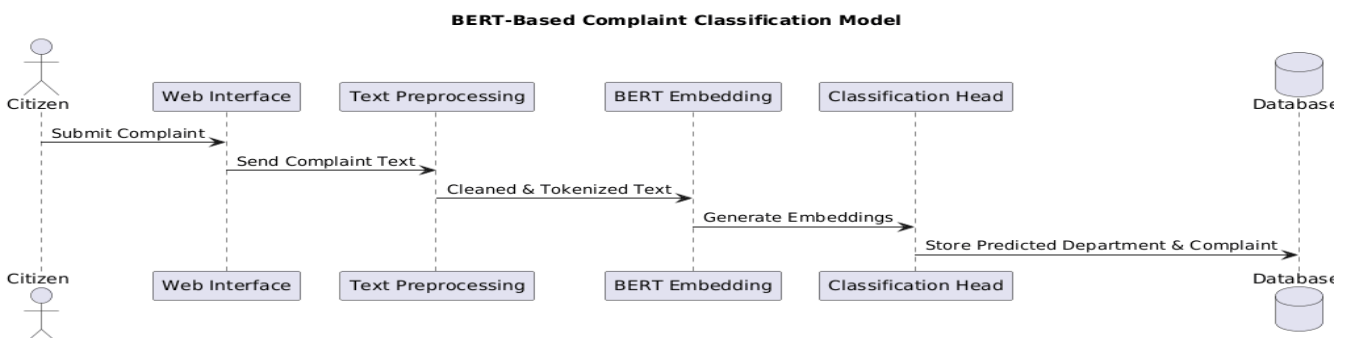 BERT-Based Complaint Classification Model
Citizen
Web Interface
Text Preprocessing
BERT Embedding
Classification Head
Database
Submit Complaint
Send Complaint Text
Cleaned & Tokenized Text
Generate Embeddings
Store Predicted Department & Complaint
Citizen
Web Interface
Text Preprocessing
BERT Embedding
Classification Head
Database